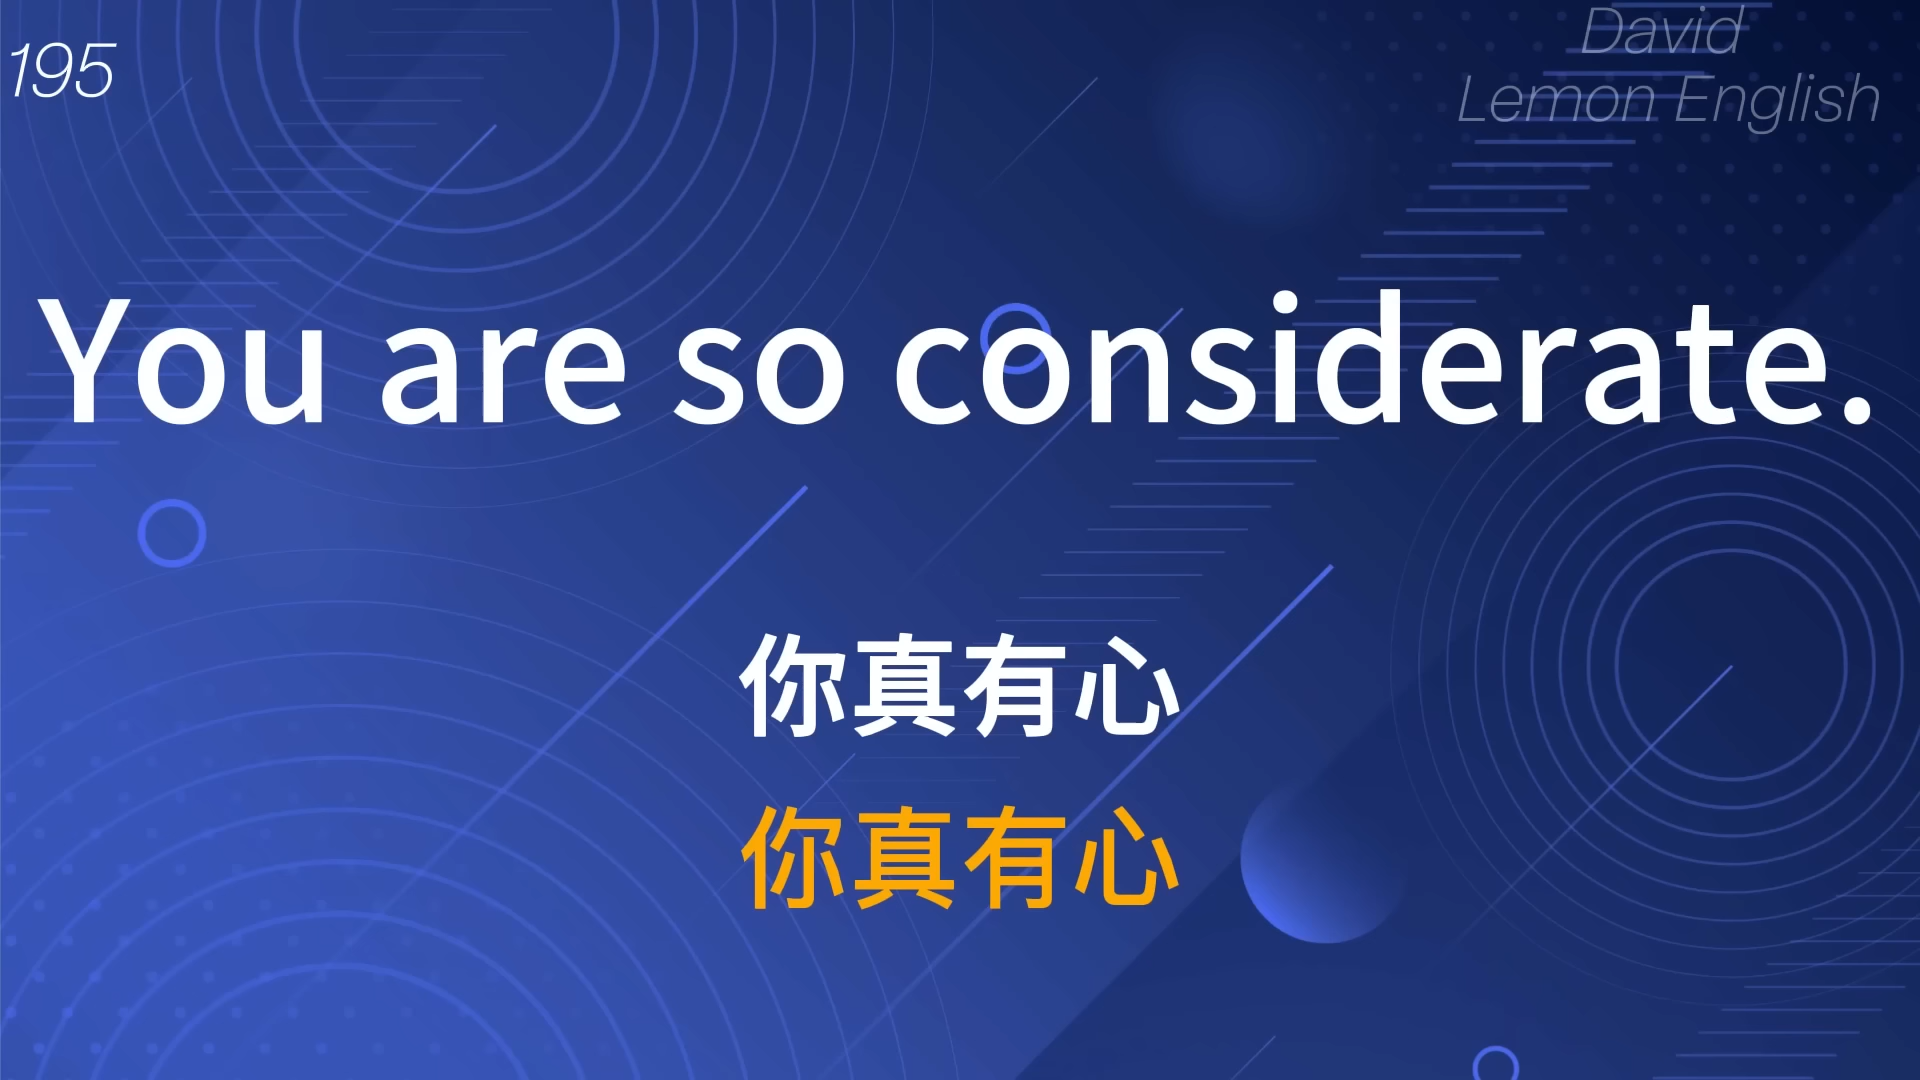 195
David
Lemon English
You are so considerate.
你真有心
你真有心